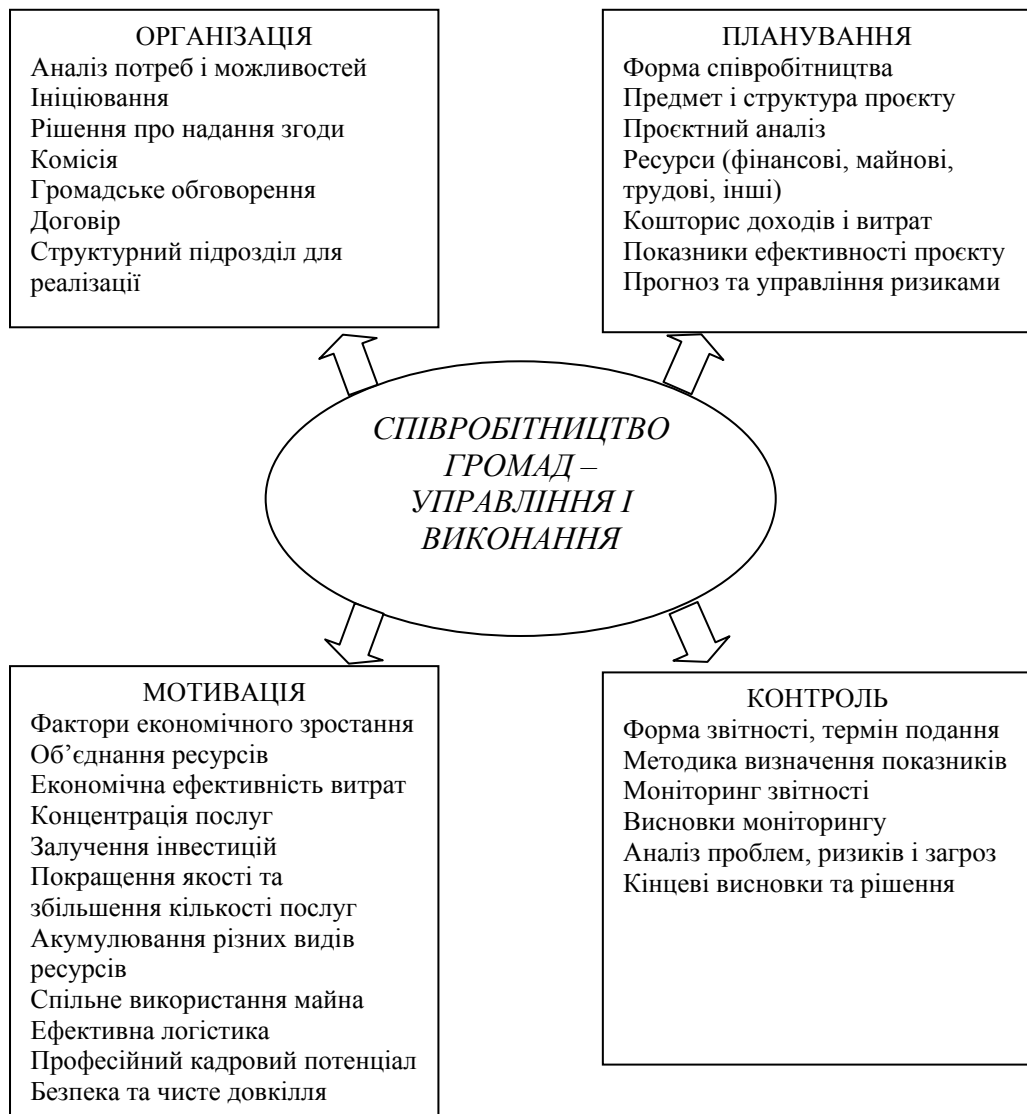 ОРГАНІЗАЦІЯ
Аналіз потреб і можливостей
Ініціювання
Рішення про надання згоди
Комісія
Громадське обговорення
Договір
Структурний підрозділ для
реалізації
ПЛАНУВАННЯ
Форма співробітництва
Предмет і структура проєкту
Проєктний аналіз
Ресурси (фінансові, майнові,
трудові, інші)
Кошторис доходів і витрат
Показники ефективності проєкту
Прогноз та управління ризиками
СПІВРОБІТНИЦТВО
ГРОМАД –
УПРАВЛІННЯ І
ВИКОНАННЯ
МОТИВАЦІЯ
Фактори економічного зростання
Об’єднання ресурсів
Економічна ефективність витрат
Концентрація послуг
Залучення інвестицій
Покращення якості та
збільшення кількості послуг
Акумулювання різних видів
ресурсів
Спільне використання майна
Ефективна логістика
Професійний кадровий потенціал
Безпека та чисте довкілля
КОНТРОЛЬ
Форма звітності, термін подання
Методика визначення показників
Моніторинг звітності
Висновки моніторингу
Аналіз проблем, ризиків і загроз
Кінцеві висновки та рішення